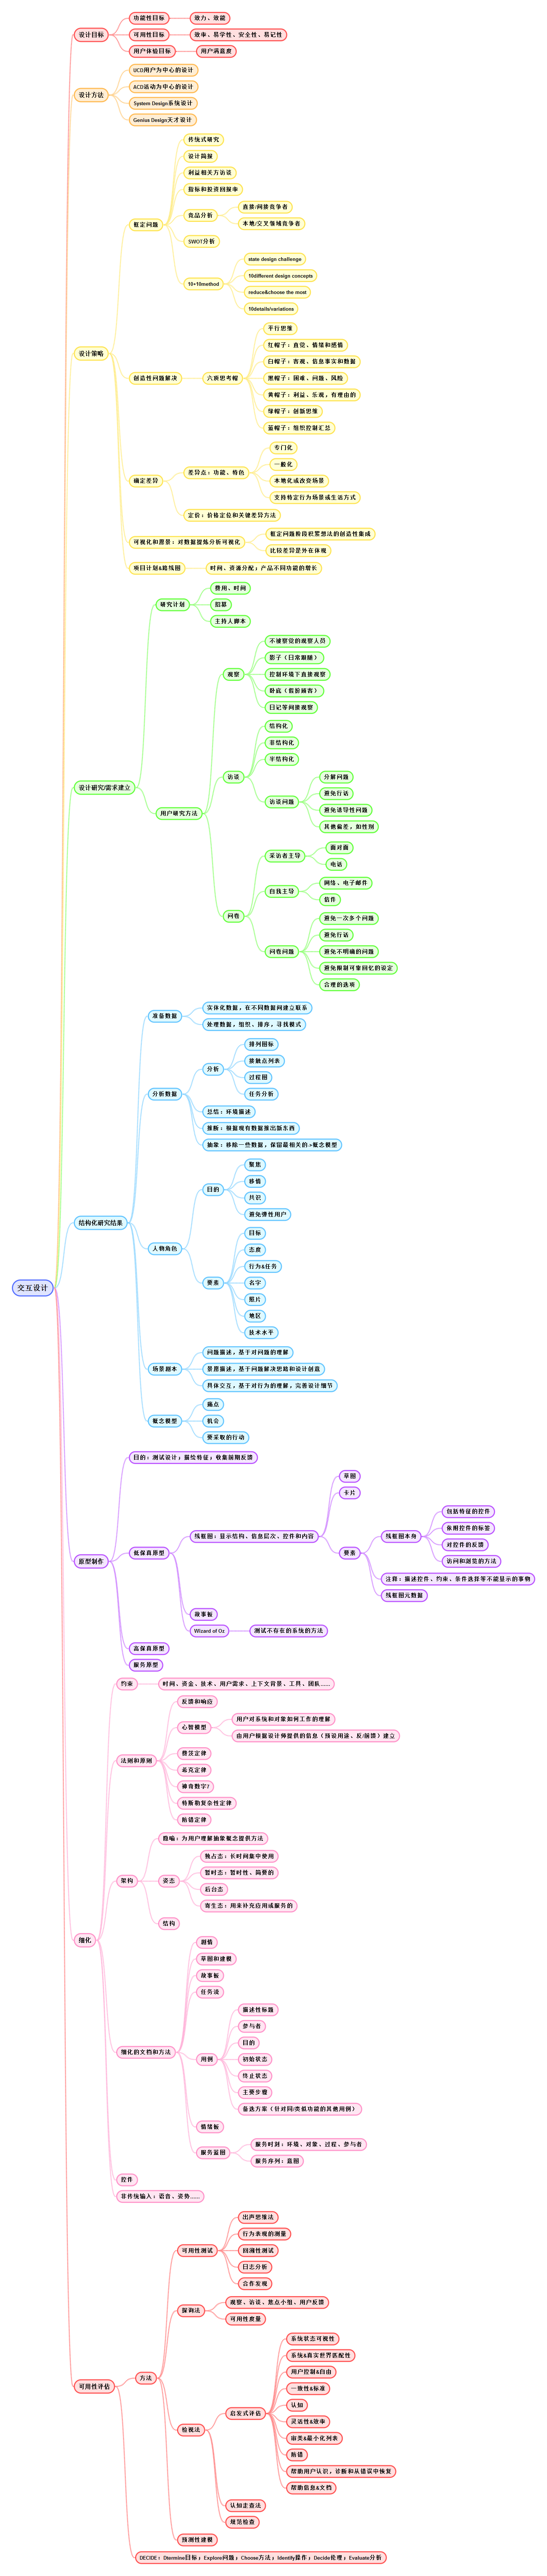 交互设计
设计目标
功能性目标
效力、效能
可用性目标
效率、易学性、安全性、易记性
用户体验目标
用户满意度
设计方法
UCD用户为中心的设计
ACD活动为中心的设计
System Design系统设计
Genius Design天才设计
设计策略
框定问题
传统式研究
设计简报
利益相关方访谈
指标和投资回报率
竞品分析
直接/间接竞争者
本地/交叉领域竞争者
SWOT分析
10+10method
state design challenge
10different design concepts
reduce&choose the most
10details/variations
创造性问题解决
六顶思考帽
平行思维
红帽子：直觉、情绪和感情
白帽子：客观、信息事实和数据
黑帽子：困难、问题、风险
黄帽子：利益、乐观，有理由的
绿帽子：创新思维
蓝帽子：组织控制汇总
确定差异
差异点：功能、特色
专门化
一般化
本地化或改变场景
支持特定行为场景或生活方式
定价：价格定位和关键差异方法
可视化和愿景：对数据提炼分析可视化
框定问题阶段积累想法的创造性集成
比较差异是外在体现
项目计划&路线图
时间、资源分配；产品不同功能的增长
设计研究/需求建立
研究计划
费用、时间
招募
主持人脚本
用户研究方法
观察
不被察觉的观察人员
影子（日常跟随）
控制环境下直接观察
卧底（假扮顾客）
日记等间接观察
访谈
结构化
非结构化
半结构化
访谈问题
分解问题
避免行话
避免诱导性问题
其他偏差，如性别
问卷
采访者主导
面对面
电话
自我主导
网络、电子邮件
信件
问卷问题
避免一次多个问题
避免行话
避免不明确的问题
避免限制可靠回忆的设定
合理的选项
结构化研究结果
准备数据
实体化数据，在不同数据间建立联系
处理数据，组织、排序，寻找模式
分析数据
分析
排列图标
接触点列表
过程图
任务分析
总结：环境描述
推断：根据现有数据推出新东西
抽象：移除一些数据，保留最相关的->概念模型
人物角色
目的
聚焦
移情
共识
避免弹性用户
要素
目标
态度
行为&任务
名字
照片
地区
技术水平
场景剧本
问题描述，基于对问题的理解
景愿描述，基于问题解决思路和设计创意
具体交互，基于对行为的理解，完善设计细节
概念模型
痛点
机会
要采取的行动
原型制作
目的：测试设计；描绘特征；收集前期反馈
低保真原型
线框图：显示结构、信息层次、控件和内容
草图
卡片
要素
线框图本身
包括特征的控件
依附控件的标签
对控件的反馈
访问和浏览的方法
注释：描述控件、约束、条件选择等不能显示的事物
线框图元数据
故事板
Wizard of Oz
测试不存在的系统的方法
高保真原型
服务原型
细化
约束
时间、资金、技术、用户需求、上下文背景、工具、团队......
法则和原则
反馈和响应
心智模型
用户对系统和对象如何工作的理解
由用户根据设计师提供的信息（预设用途、反/前馈）建立
费茨定律
希克定律
神奇数字7
特斯勒复杂性定律
防错定律
架构
隐喻：为用户理解抽象概念提供方法
姿态
独占态：长时间集中使用
暂时态：暂时性、简要的
后台态
寄生态：用来补充应用或服务的
结构
细化的文档和方法
剧情
草图和建模
故事板
任务流
用例
描述性标题
参与者
目的
初始状态
终止状态
主要步骤
备选方案（针对同/类似功能的其他用例）
情绪板
服务蓝图
服务时刻：环境、对象、过程、参与者
服务序列：蓝图
控件
非传统输入：语音、姿势......
可用性评估
方法
可用性测试
出声思维法
行为表现的测量
回溯性测试
日志分析
合作发现
探询法
观察、访谈、焦点小组、用户反馈
可用性度量
检视法
启发式评估
系统状态可视性
系统&真实世界匹配性
用户控制&自由
一致性&标准
认知
灵活性&效率
审美&最小化列表
防错
帮助用户认识，诊断和从错误中恢复
帮助信息&文档
认知走查法
规范检查
预测性建模
DECIDE：Diermine目标；Explore问题；Choose方法；Identify操作；Decide伦理；Evaluate分析